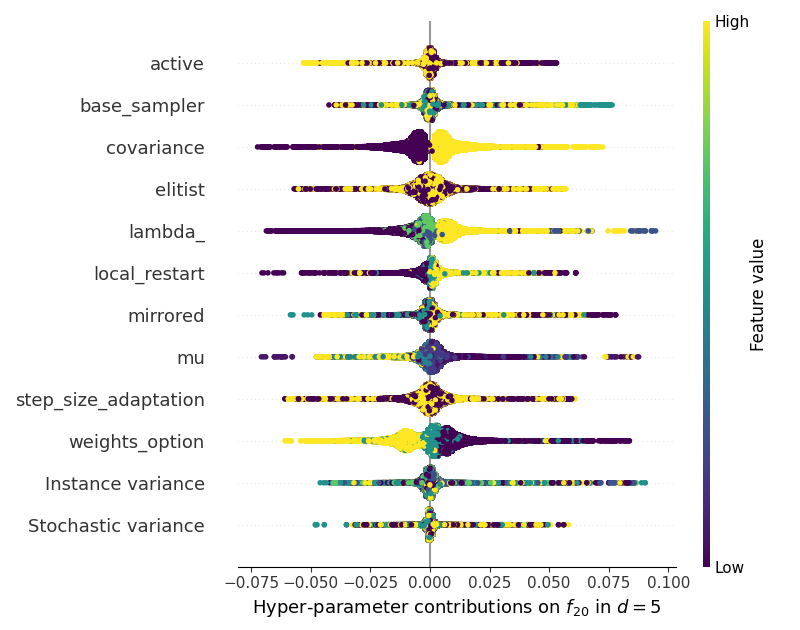 High
active
base_sampler
covariance
elitist
lambda_
local_restart
mirrored
mu
step_size_adaptation
weights_option
Instance variance
Stochastic variance
Feature value
Low
−0.075 −0.050 −0.025 0.000 0.025 0.050 0.075 0.100
Hyper-parameter contributions on f₂₀ in d = 5